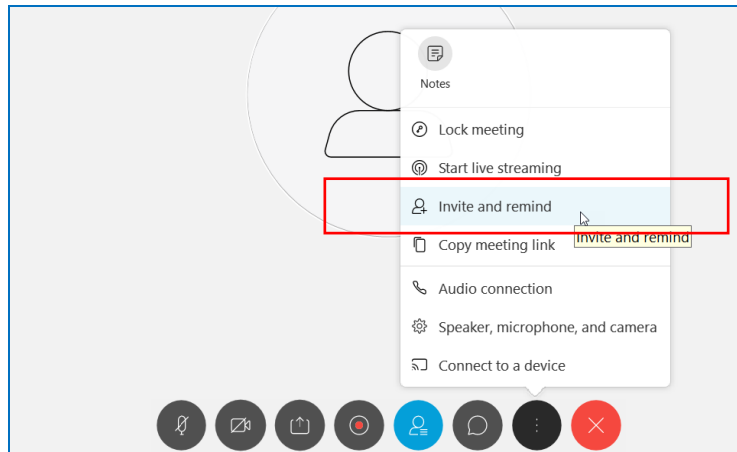 Notes
Lock meeting
Start live streaming
Invite and remind
Copy meeting link
Invite and remind
Audio connection
Speaker, microphone, and camera
Connect to a device